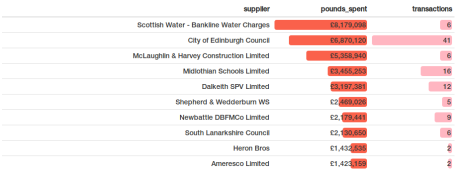 supplier pounds_spent transactions
Scottish Water - Bankline Water Charges £8,179,098 6
City of Edinburgh Council £6,870,120 41
McLaughlin & Harvey Construction Limited £5,358,940 6
Midlothian Schools Limited £3,455,253 16
Dalkeith SPV Limited £3,197,381 12
Shepherd & Wedderburn WS £2,469,026 5
Newbattle DBFMCo Limited £2,179,441 9
South Lanarkshire Council £2,130,650 6
Heron Bros £1,432,535 2
Ameresco Limited £1,423,159 2